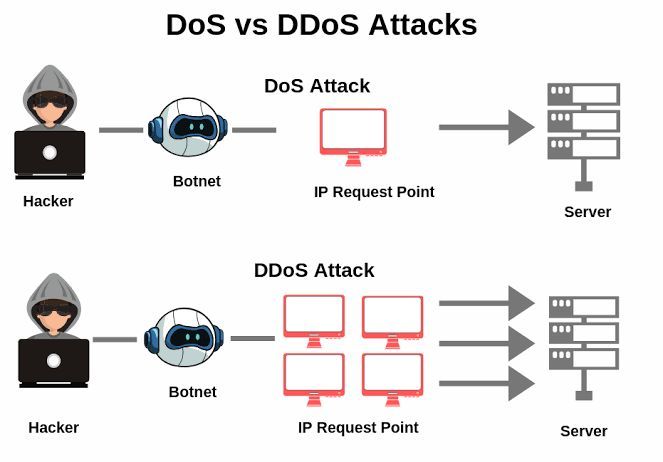 DoS vs DDoS Attacks
DoS Attack
Hacker
Botnet
IP Request Point
Server
DDoS Attack
Hacker
Botnet
IP Request Point
Server